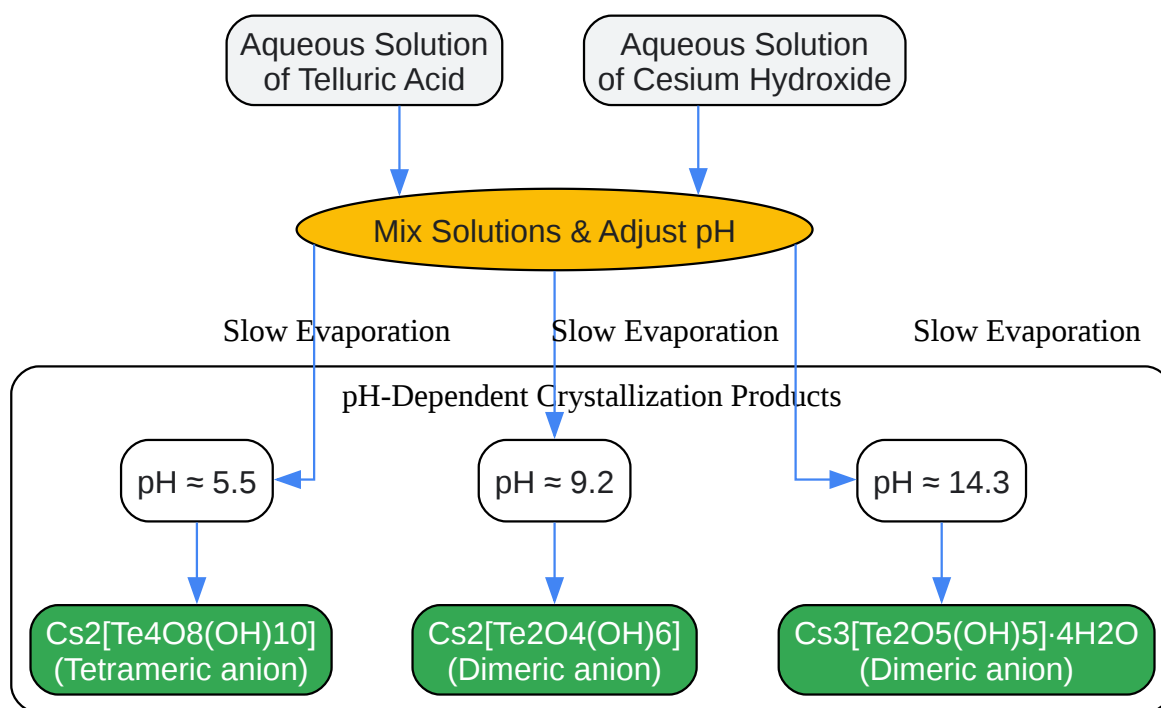 Aqueous Solution
of Telluric Acid
Aqueous Solution
of Cesium Hydroxide
Mix Solutions & Adjust pH
Slow Evaporation
Slow Evaporation
Slow Evaporation
pH-Dependent Crystallization Products
pH ≈ 5.5
pH ≈ 9.2
pH ≈ 14.3
Cs2[Te4O8(OH)10]
(Tetrameric anion)
Cs2[Te2O4(OH)6]
(Dimeric anion)
Cs3[Te2O5(OH)5]·4H2O
(Dimeric anion)